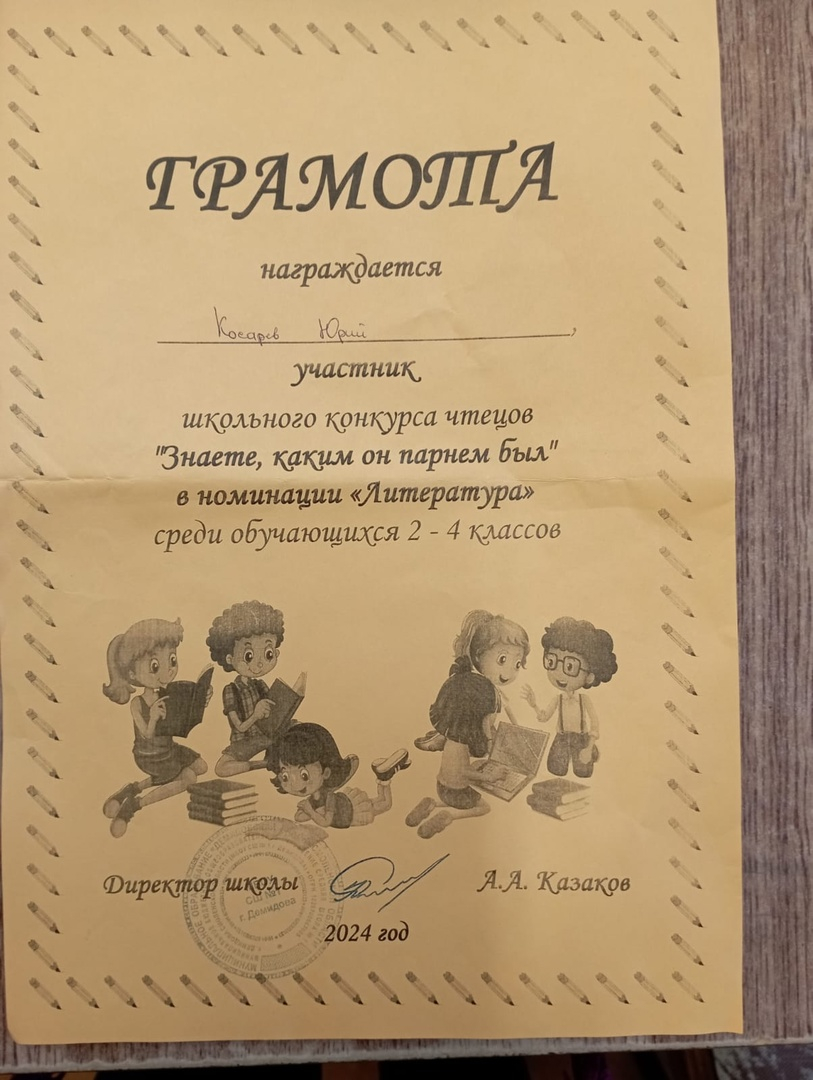 ГРАМОТА
награждается
Косарев Юрий,
участник
школьного конкурса чтецов
"Знаете, каким он парнем был"
в номинации «Литература»
среди обучающихся 2 - 4 классов
Директор школы
А.А. Казаков
г. Демидова
2024 год